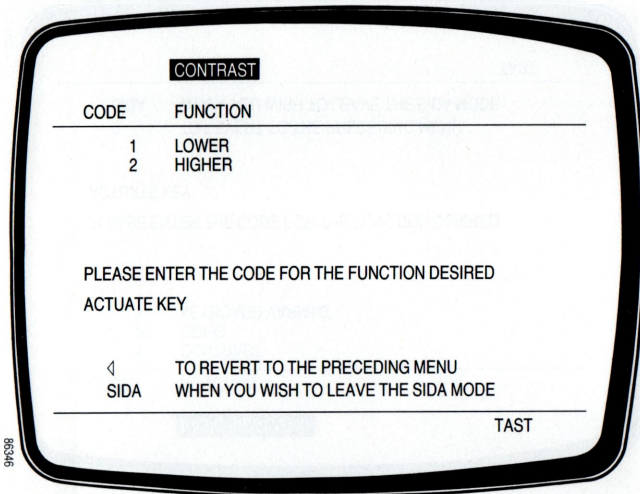 CONTRAST
CODE FUNCTION
1 LOWER
2 HIGHER
PLEASE ENTER THE CODE FOR THE FUNCTION DESIRED
ACTUATE KEY
◁ TO REVERT TO THE PRECEDING MENU
SIDA WHEN YOU WISH TO LEAVE THE SIDA MODE
TAST
86346